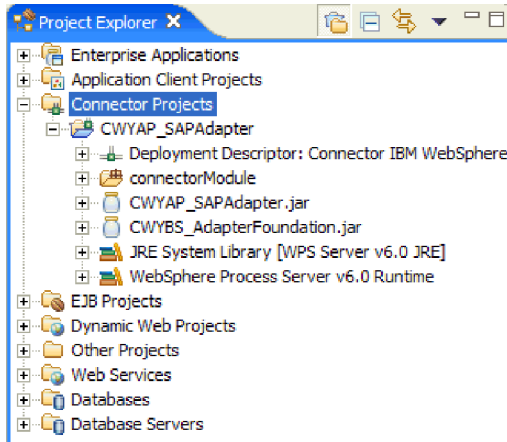 Project Explorer
Enterprise Applications
Application Client Projects
Connector Projects
CWYAP_SAPAdapter
Deployment Descriptor: Connector IBM WebSphere
connectorModule
CWYAP_SAPAdapter.jar
CWYBS_AdapterFoundation.jar
JRE System Library [WPS Server v6.0 JRE]
WebSphere Process Server v6.0 Runtime
EJB Projects
Dynamic Web Projects
Other Projects
Web Services
Databases
Database Servers